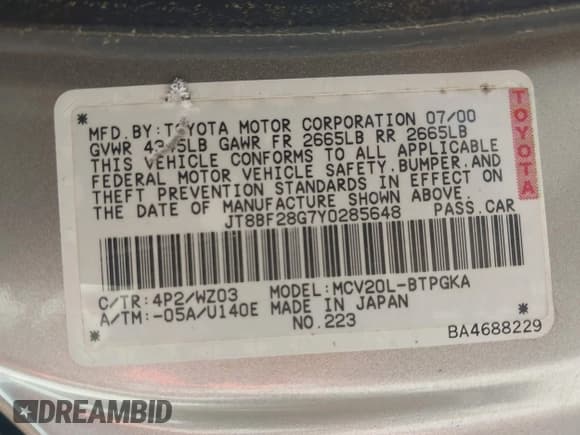 MFD. BY: TOYOTA MOTOR CORPORATION 07/00
GVWR GAWR FR 2665LB RR 2665LB
THIS VEHICLE CONFORMS TO ALL APPLICABLE
FEDERAL MOTOR VEHICLE SAFETY, BUMPER, AND
THEFT PREVENTION STANDARDS IN EFFECT ON
THE DATE OF MANUFACTURE SHOWN ABOVE.
JT8BF28G7Y0285648 PASS. CAR
TOYOTA
C/TR: 4P2/WZ03 MODEL: MCV20L-BTPGKA
A/TM: -05A/U140E MADE IN JAPAN
NO. 223
BA4688229
DREAMBID